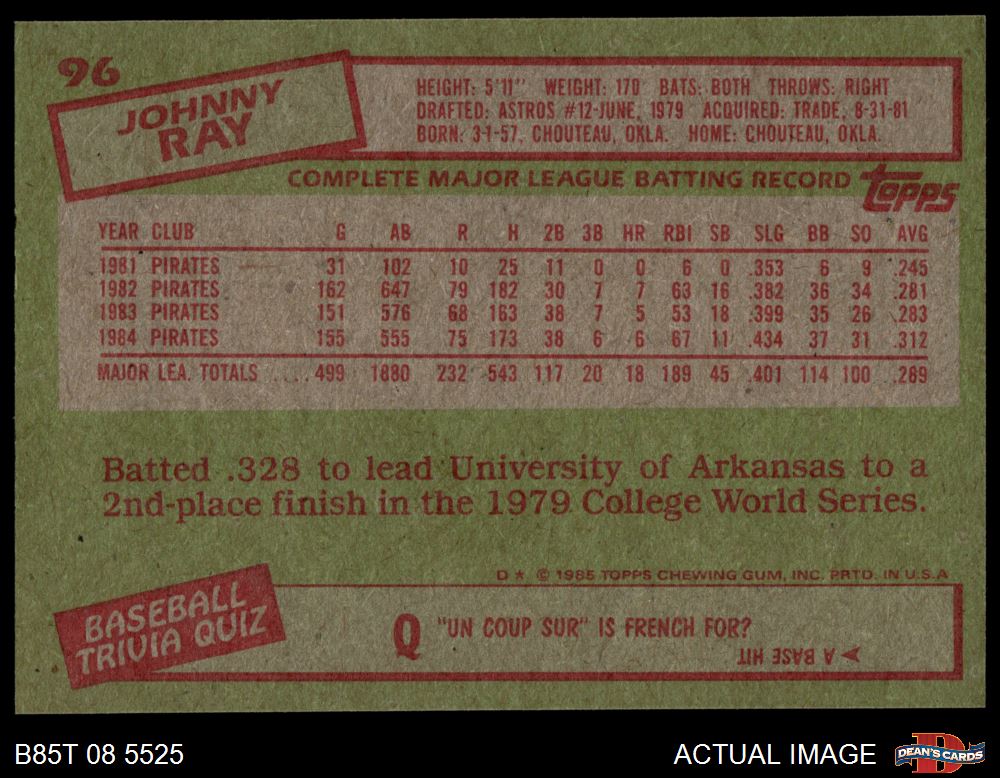 96
JOHNNY
RAY
HEIGHT: 5'11" WEIGHT: 170 BATS: BOTH THROWS: RIGHT
DRAFTED: ASTROS #12-JUNE, 1979 ACQUIRED: TRADE, 8-31-81
BORN: 3-1-57, CHOUTEAU, OKLA. HOME: CHOUTEAU, OKLA.
COMPLETE MAJOR LEAGUE BATTING RECORD topps
YEAR CLUB G AB R H 2B 3B HR RBI SB SLG BB SO AVG
1981 PIRATES 31 102 10 25 11 0 0 6 0 .353 6 9 .245
1982 PIRATES 162 647 79 182 30 7 7 63 16 .382 36 34 .281
1983 PIRATES 151 576 68 163 38 7 5 53 18 .399 35 26 .283
1984 PIRATES 155 555 75 173 38 6 6 67 11 .434 37 31 .312
MAJOR LEA. TOTALS .... 499 1880 232 543 117 20 18 189 45 .401 114 100 .289
Batted .328 to lead University of Arkansas to a
2nd-place finish in the 1979 College World Series.
D * © 1985 TOPPS CHEWING GUM, INC. PRTD. IN U.S.A
BASEBALL
TRIVIA QUIZ
Q "UN COUP SUR" IS FRENCH FOR?
A BASE HIT
B85T 08 5525
ACTUAL IMAGE
D
DEAN'S CARDS